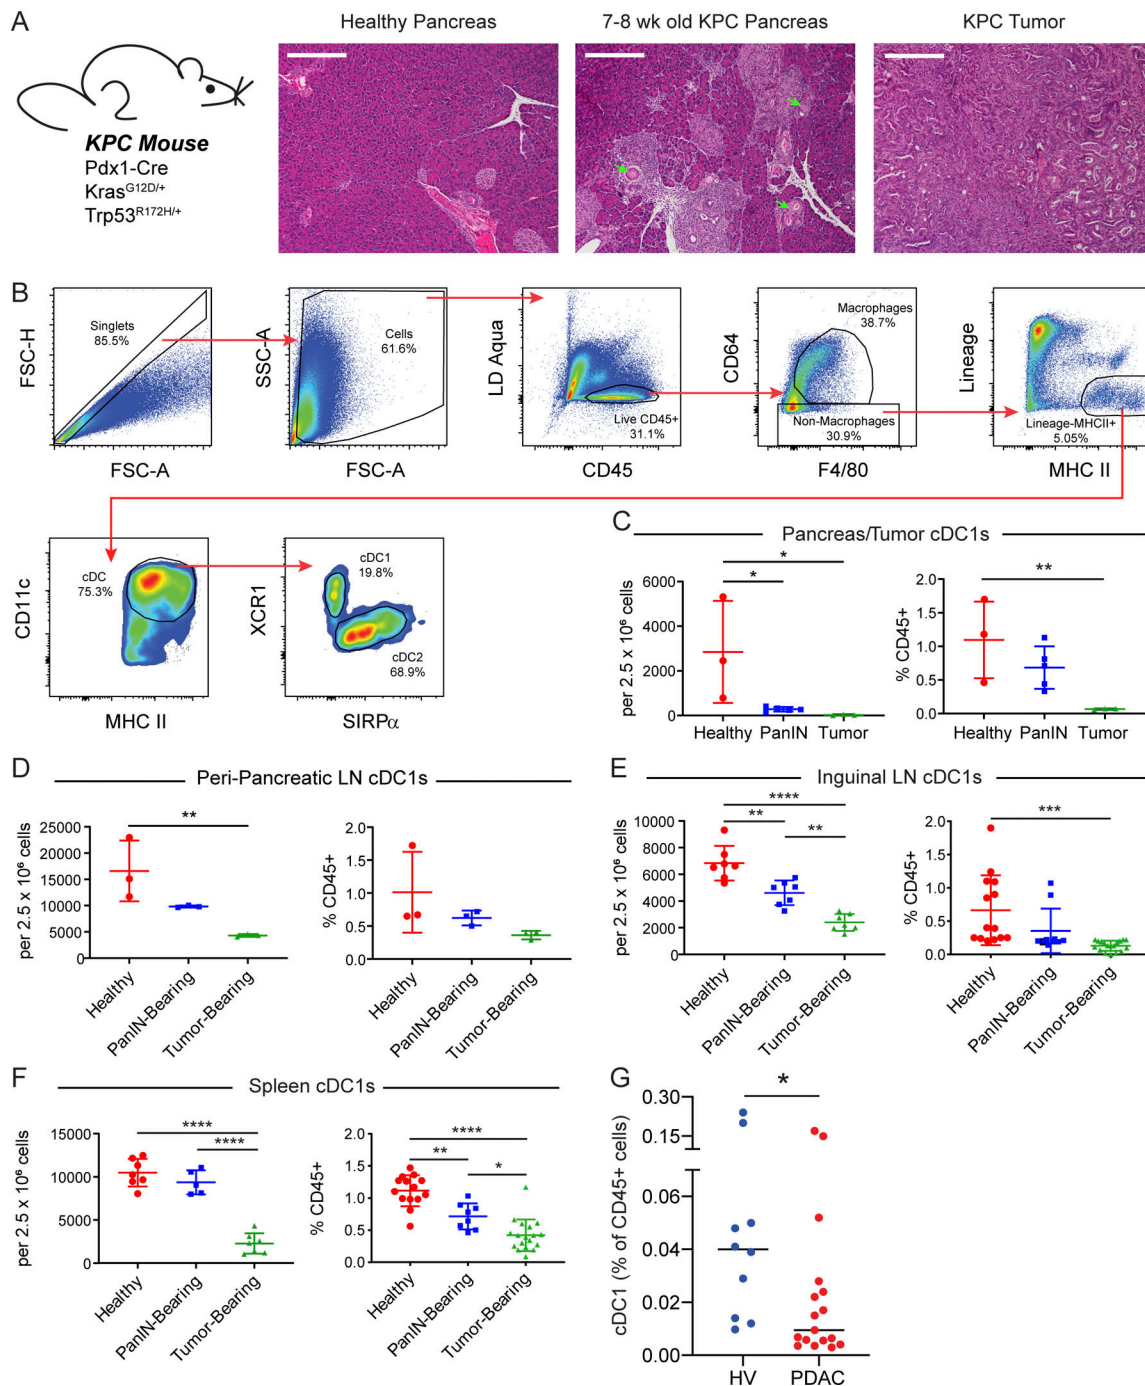 A
Healthy Pancreas
7-8 wk old KPC Pancreas
KPC Tumor
KPC Mouse
Pdx1-Cre
Kras^G12D/+
Trp53^R172H/+
B
FSC-H
Singlets
85.5%
FSC-A
SSC-A
Cells
61.6%
FSC-A
LD Aqua
Live CD45+
31.1%
CD45
CD64
Macrophages
38.7%
Non-Macrophages
30.9%
F4/80
Lineage
Lineage-MHCII+
5.05%
MHC II
CD11c
cDC
75.3%
MHC II
XCR1
cDC1
19.8%
cDC2
68.9%
SIRPα
C
Pancreas/Tumor cDC1s
per 2.5 x 10⁶ cells
6000
4000
2000
0
*
*
Healthy PanIN Tumor
% CD45+
2.0
1.5
1.0
0.5
0.0
**
Healthy PanIN Tumor
D
Peri-Pancreatic LN cDC1s
per 2.5 x 10⁶ cells
25000
20000
15000
10000
5000
0
**
Healthy
PanIN-Bearing
Tumor-Bearing
% CD45+
2.0
1.5
1.0
0.5
0.0
Healthy
PanIN-Bearing
Tumor-Bearing
E
Inguinal LN cDC1s
per 2.5 x 10⁶ cells
10000
8000
6000
4000
2000
0
****
**
**
Healthy
PanIN-Bearing
Tumor-Bearing
% CD45+
2.0
1.5
1.0
0.5
0.0
***
Healthy
PanIN-Bearing
Tumor-Bearing
F
Spleen cDC1s
per 2.5 x 10⁶ cells
15000
10000
5000
0
****
****
Healthy
PanIN-Bearing
Tumor-Bearing
% CD45+
2.0
1.5
1.0
0.5
0.0
****
**
*
Healthy
PanIN-Bearing
Tumor-Bearing
G
cDC1 (% of CD45+ cells)
0.30
0.15
0.06
0.04
0.02
0.00
*
HV PDAC